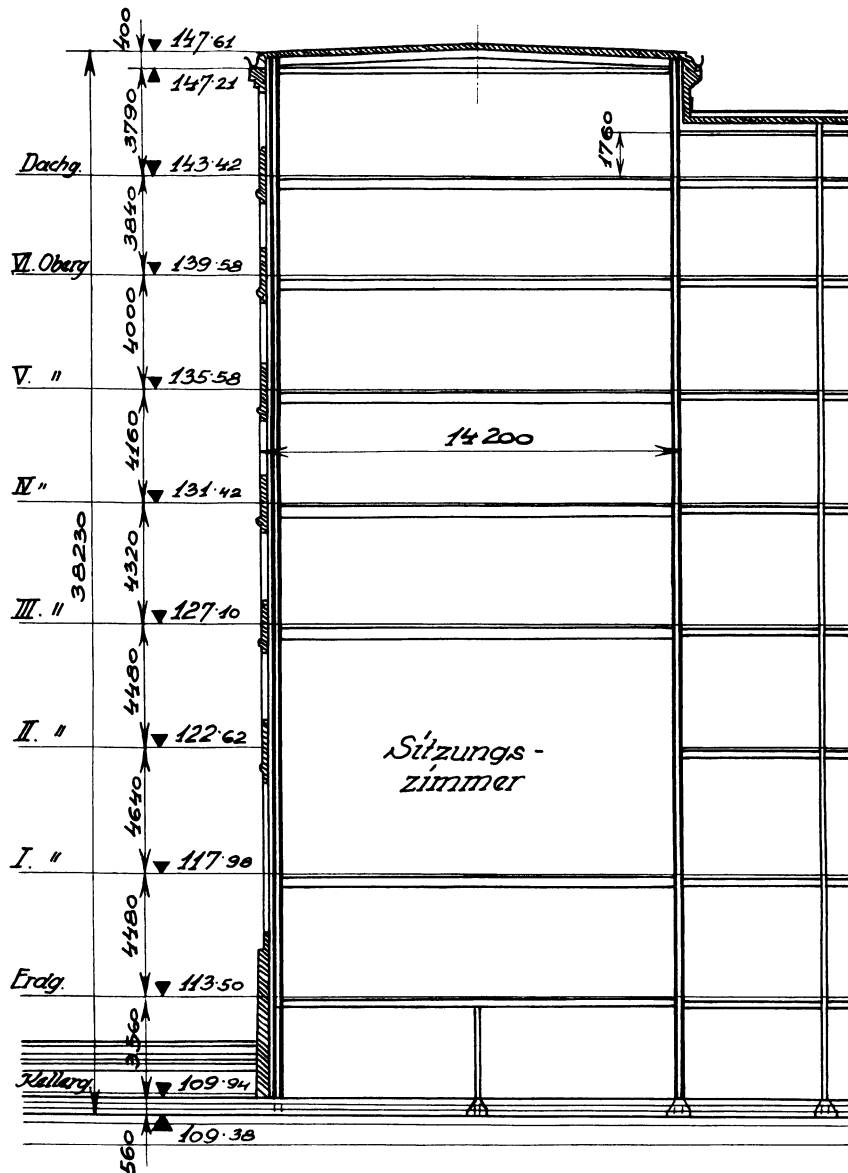 400
147.61
147.21
3790
1760
Dachg.
143.42
3840
VI. Oberg
139.58
4000
V. "
135.58
4160
14200
IV "
131.42
38230
4320
III. "
127.10
4480
II. "
122.62
Sitzungs-
zimmer
4640
I. "
117.98
4480
Erdg.
113.50
3560
Kellerg.
109.94
109.38
560